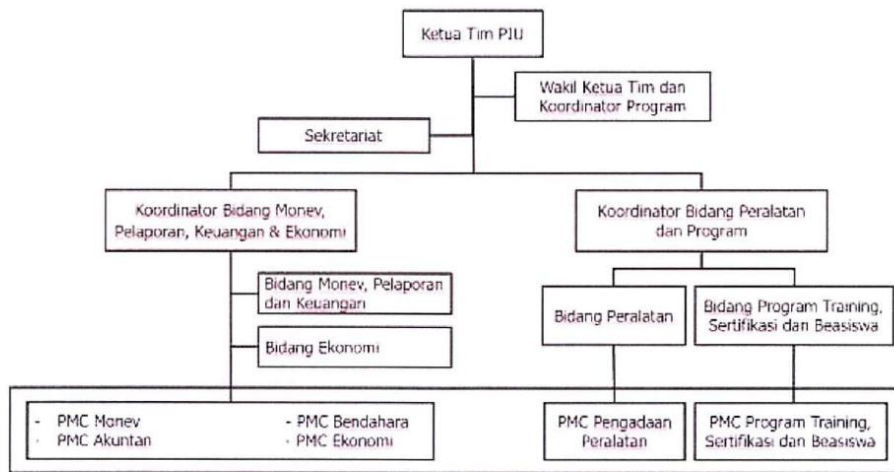 Ketua Tim PIU
Wakil Ketua Tim dan
Koordinator Program
Sekretariat
Koordinator Bidang Monev,
Pelaporan, Keuangan & Ekonomi
Koordinator Bidang Peralatan
dan Program
Bidang Monev, Pelaporan
dan Keuangan
Bidang Ekonomi
Bidang Peralatan
Bidang Program Training,
Sertifikasi dan Beasiswa
- PMC Monev
- PMC Bendahara
- PMC Akuntan
- PMC Ekonomi
PMC Pengadaan
Peralatan
PMC Program Training,
Sertifikasi dan Beasiswa